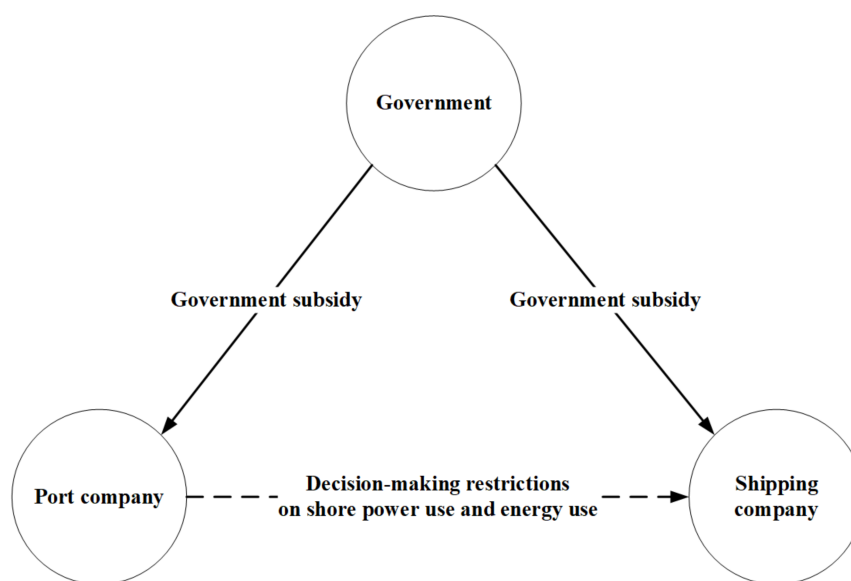 Government
Government subsidy
Government subsidy
Port company
Decision-making restrictions
on shore power use and energy use
Shipping
company